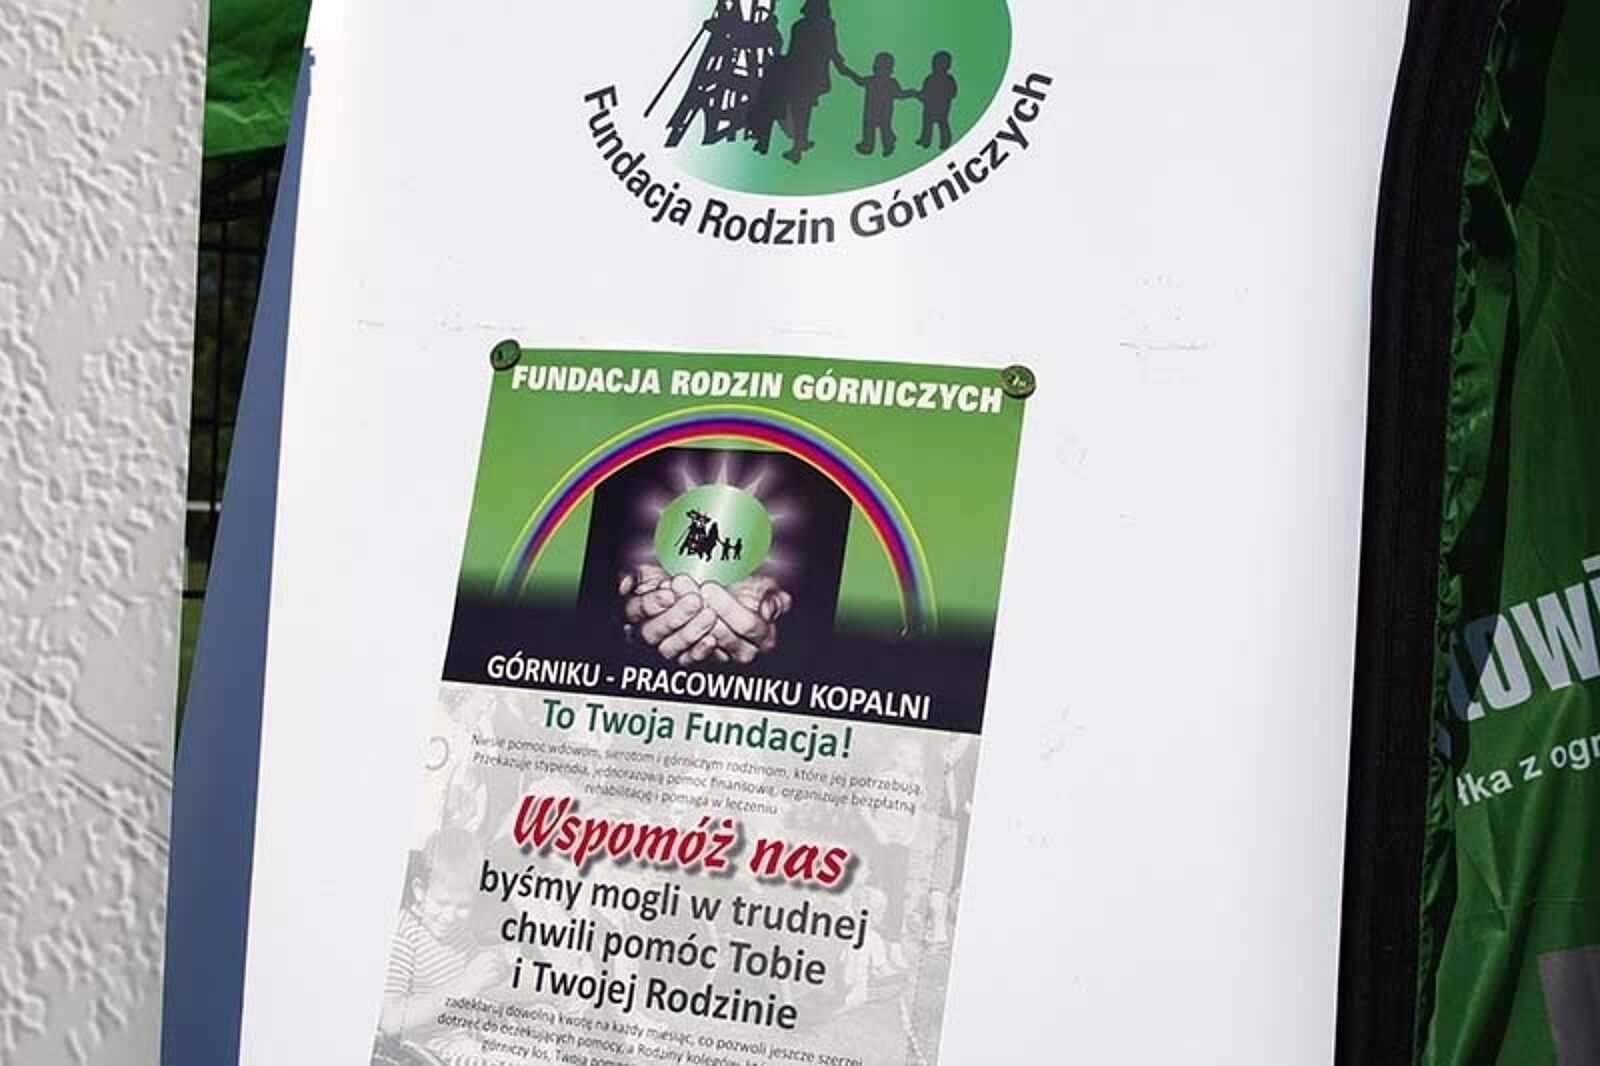 Fundacja Rodzin Górniczych
FUNDACJA RODZIN GÓRNICZYCH
GÓRNIKU - PRACOWNIKU KOPALNI
To Twoja Fundacja!
Niesie pomoc wdowom, sierotom i górniczym rodzinom, które jej potrzebują.
Przekazuje stypendia, jednorazową pomoc finansową, organizuje bezpłatną
rehabilitację i pomaga w leczeniu
Wspomóż nas
byśmy mogli w trudnej
chwili pomóc Tobie
i Twojej Rodzinie
zadeklaruj dowolną kwotę na każdy miesiąc, co pozwoli jeszcze szerzej
dotrzeć do oczekujących pomocy, a Rodziny kolegów,
górniczy los, Twoja
łka z ogr